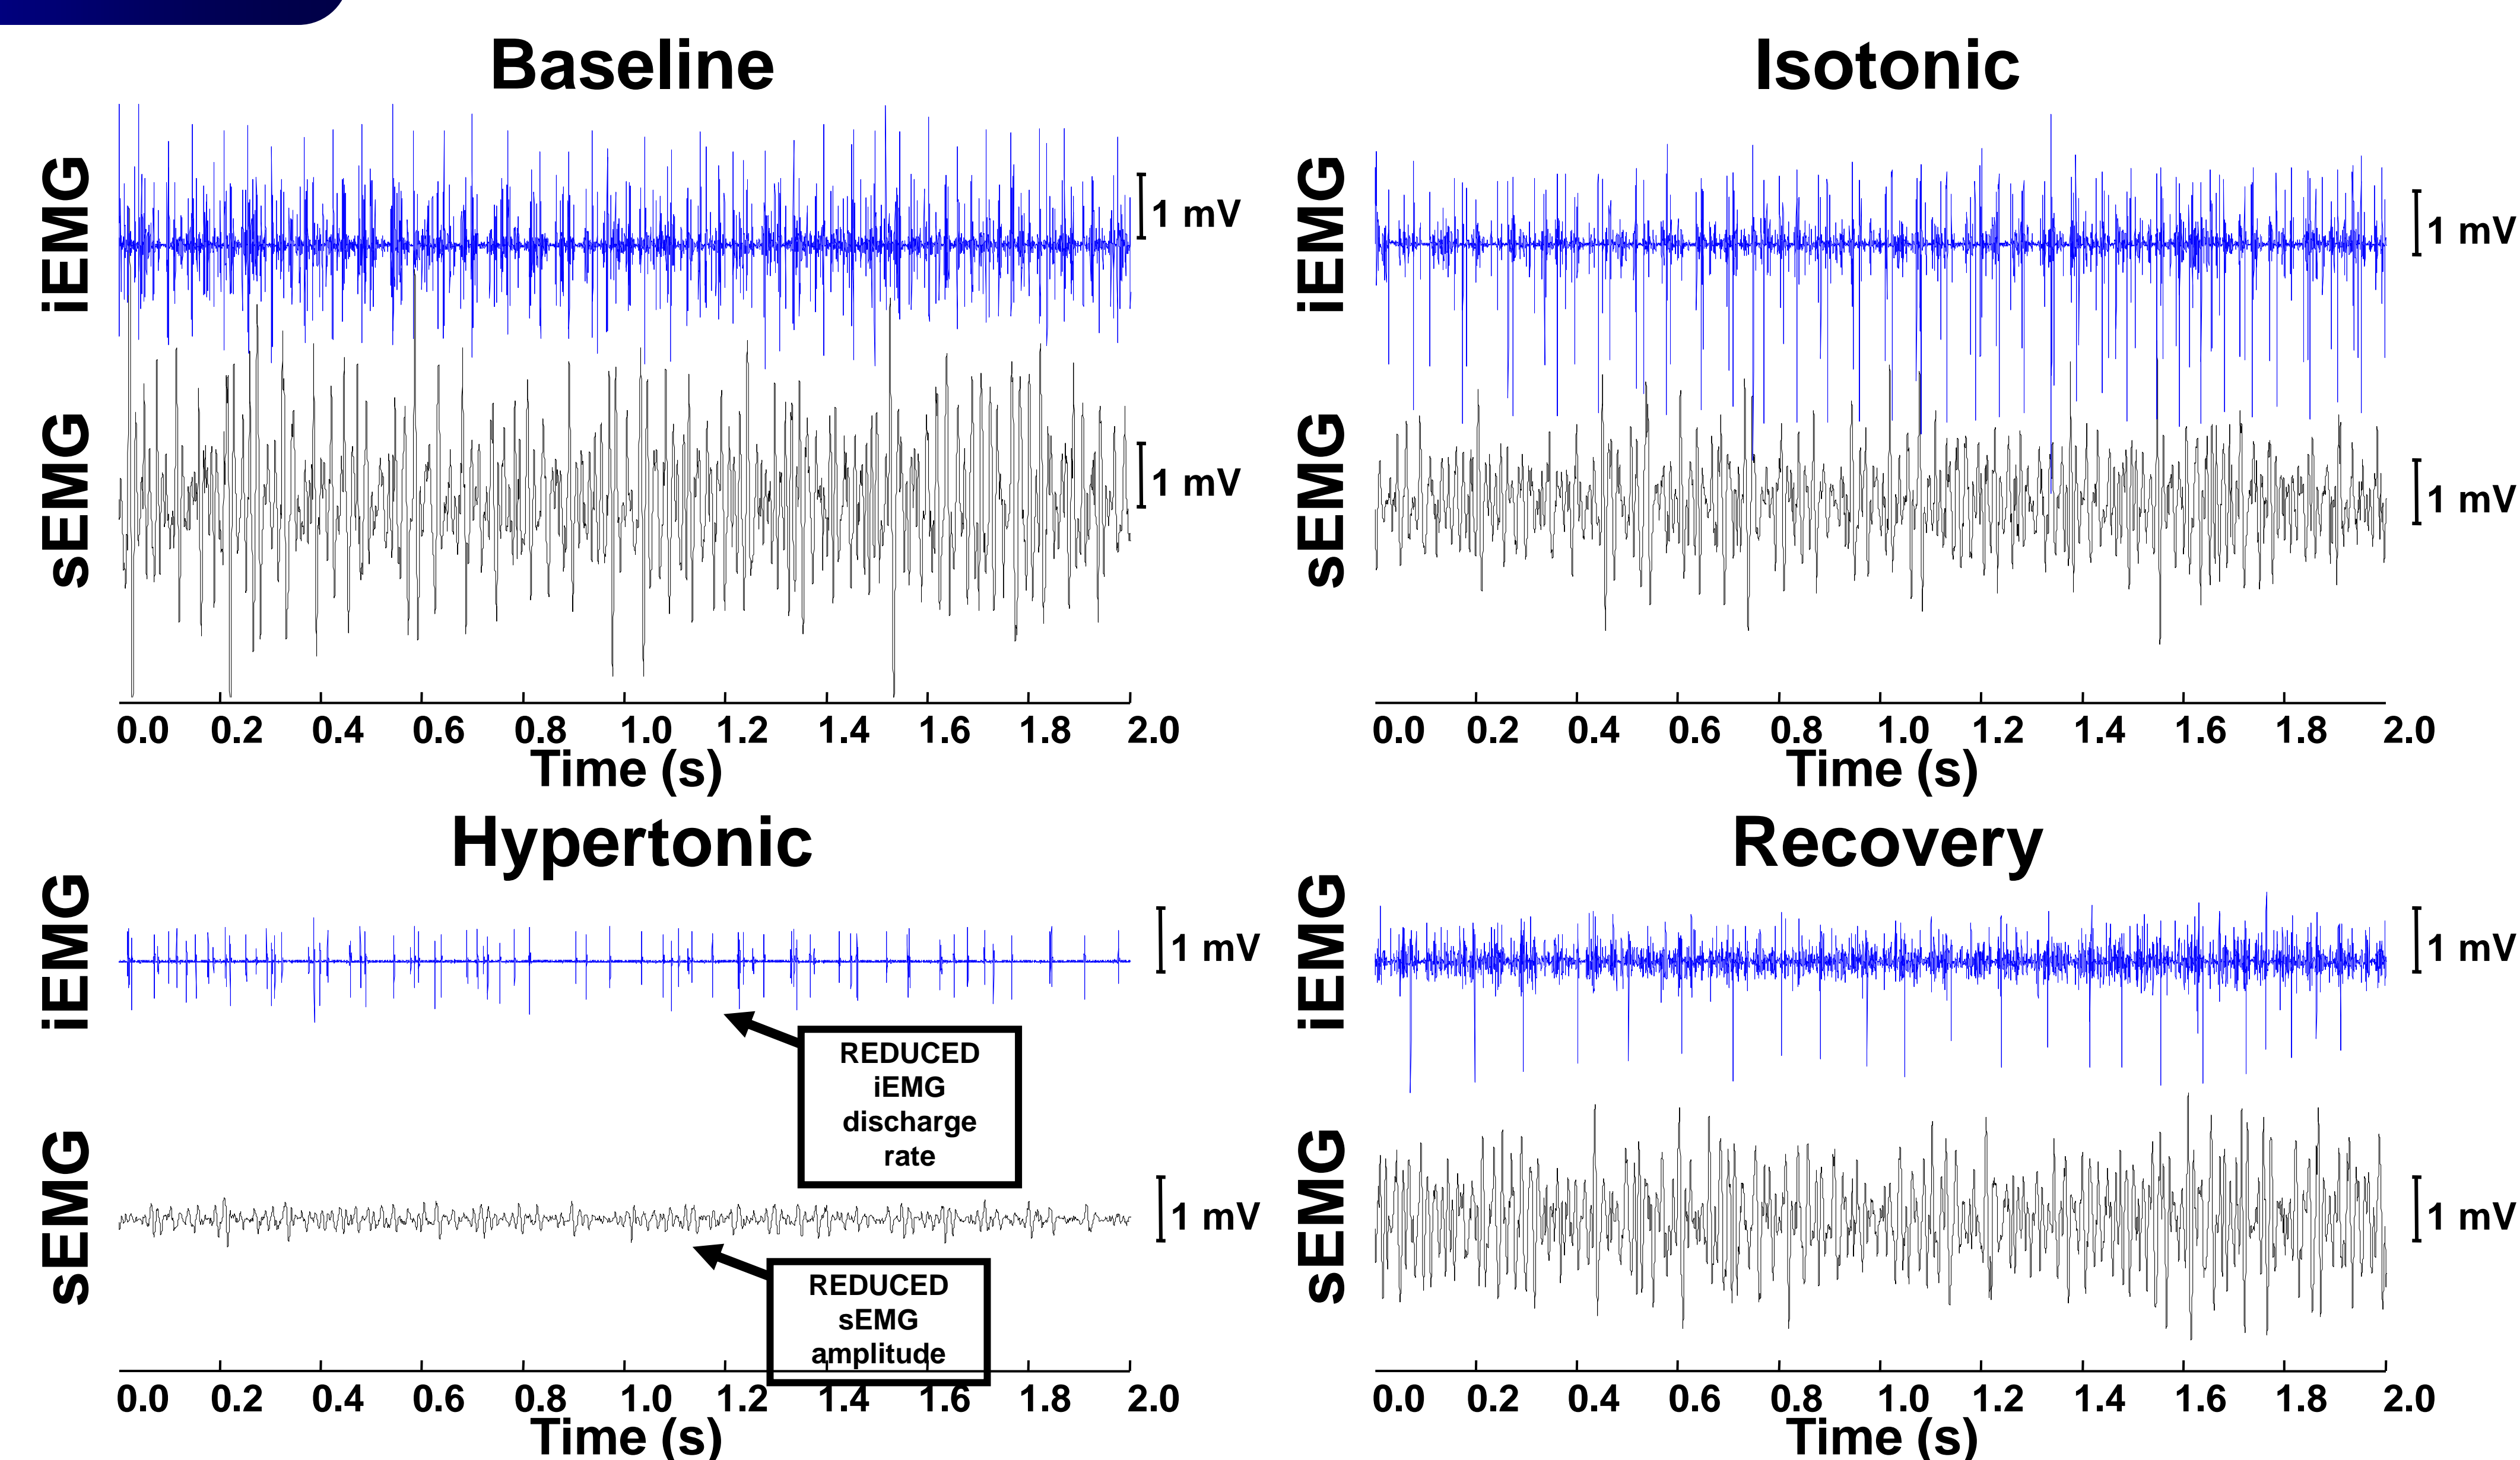 Baseline
iEMG
1 mV
sEMG
1 mV
0.0 0.2 0.4 0.6 0.8 1.0 1.2 1.4 1.6 1.8 2.0
Time (s)
Isotonic
iEMG
1 mV
sEMG
1 mV
0.0 0.2 0.4 0.6 0.8 1.0 1.2 1.4 1.6 1.8 2.0
Time (s)
Hypertonic
iEMG
1 mV
REDUCED
iEMG
discharge
rate
sEMG
1 mV
REDUCED
sEMG
amplitude
0.0 0.2 0.4 0.6 0.8 1.0 1.2 1.4 1.6 1.8 2.0
Time (s)
Recovery
iEMG
1 mV
sEMG
1 mV
0.0 0.2 0.4 0.6 0.8 1.0 1.2 1.4 1.6 1.8 2.0
Time (s)